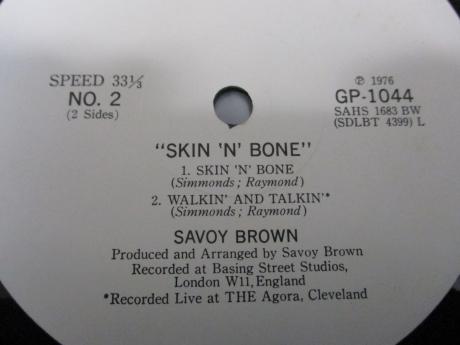 SPEED 33⅓
NO. 2
(2 Sides)
℗ 1976
GP-1044
SAHS 1683 BW
(SDLBT 4399) L
"SKIN 'N' BONE"
1. SKIN 'N' BONE
(Simmonds; Raymond)
2. WALKIN' AND TALKIN'*
(Simmonds; Raymond)
SAVOY BROWN
Produced and Arranged by Savoy Brown
Recorded at Basing Street Studios,
London W11, England
*Recorded Live at THE Agora, Cleveland